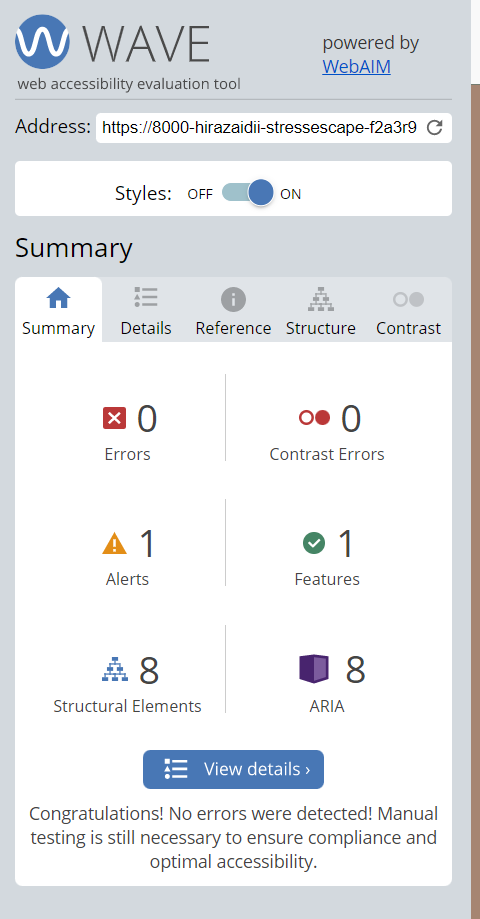 WAVE
web accessibility evaluation tool
powered by
WebAIM
Address: https://8000-hirazaidii-stressescape-f2a3r9
Styles: OFF ON
Summary
Summary Details Reference Structure Contrast
0 0
Errors Contrast Errors
1 1
Alerts Features
8 8
Structural Elements ARIA
View details ›
Congratulations! No errors were detected! Manual
testing is still necessary to ensure compliance and
optimal accessibility.